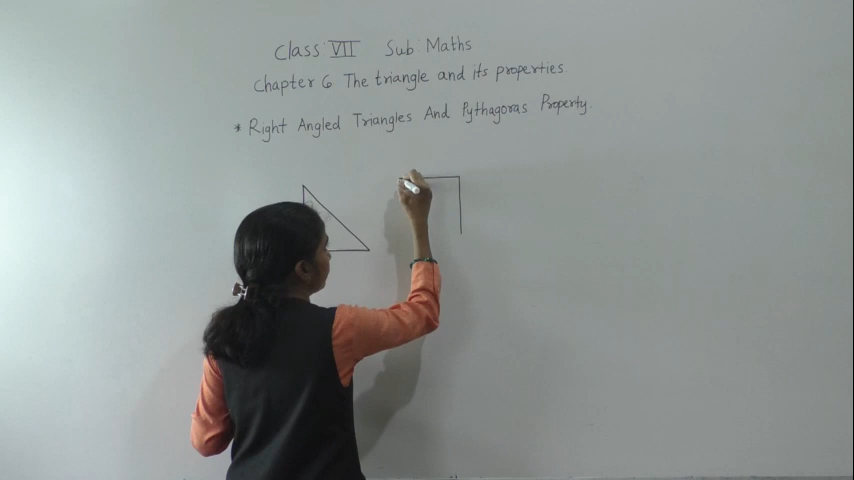 Class VII Sub Maths
Chapter 6 The triangle and its properties.
* Right Angled Triangles And Pythagoras Property.